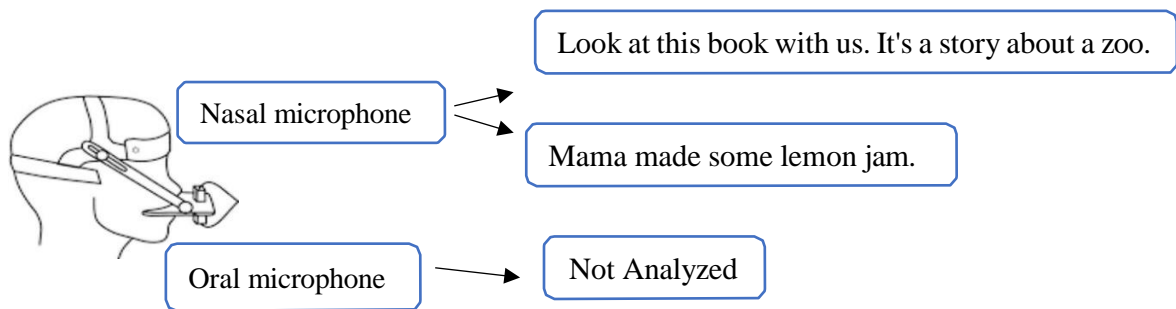 Look at this book with us. It's a story about a zoo.
Nasal microphone
Mama made some lemon jam.
Oral microphone
Not Analyzed